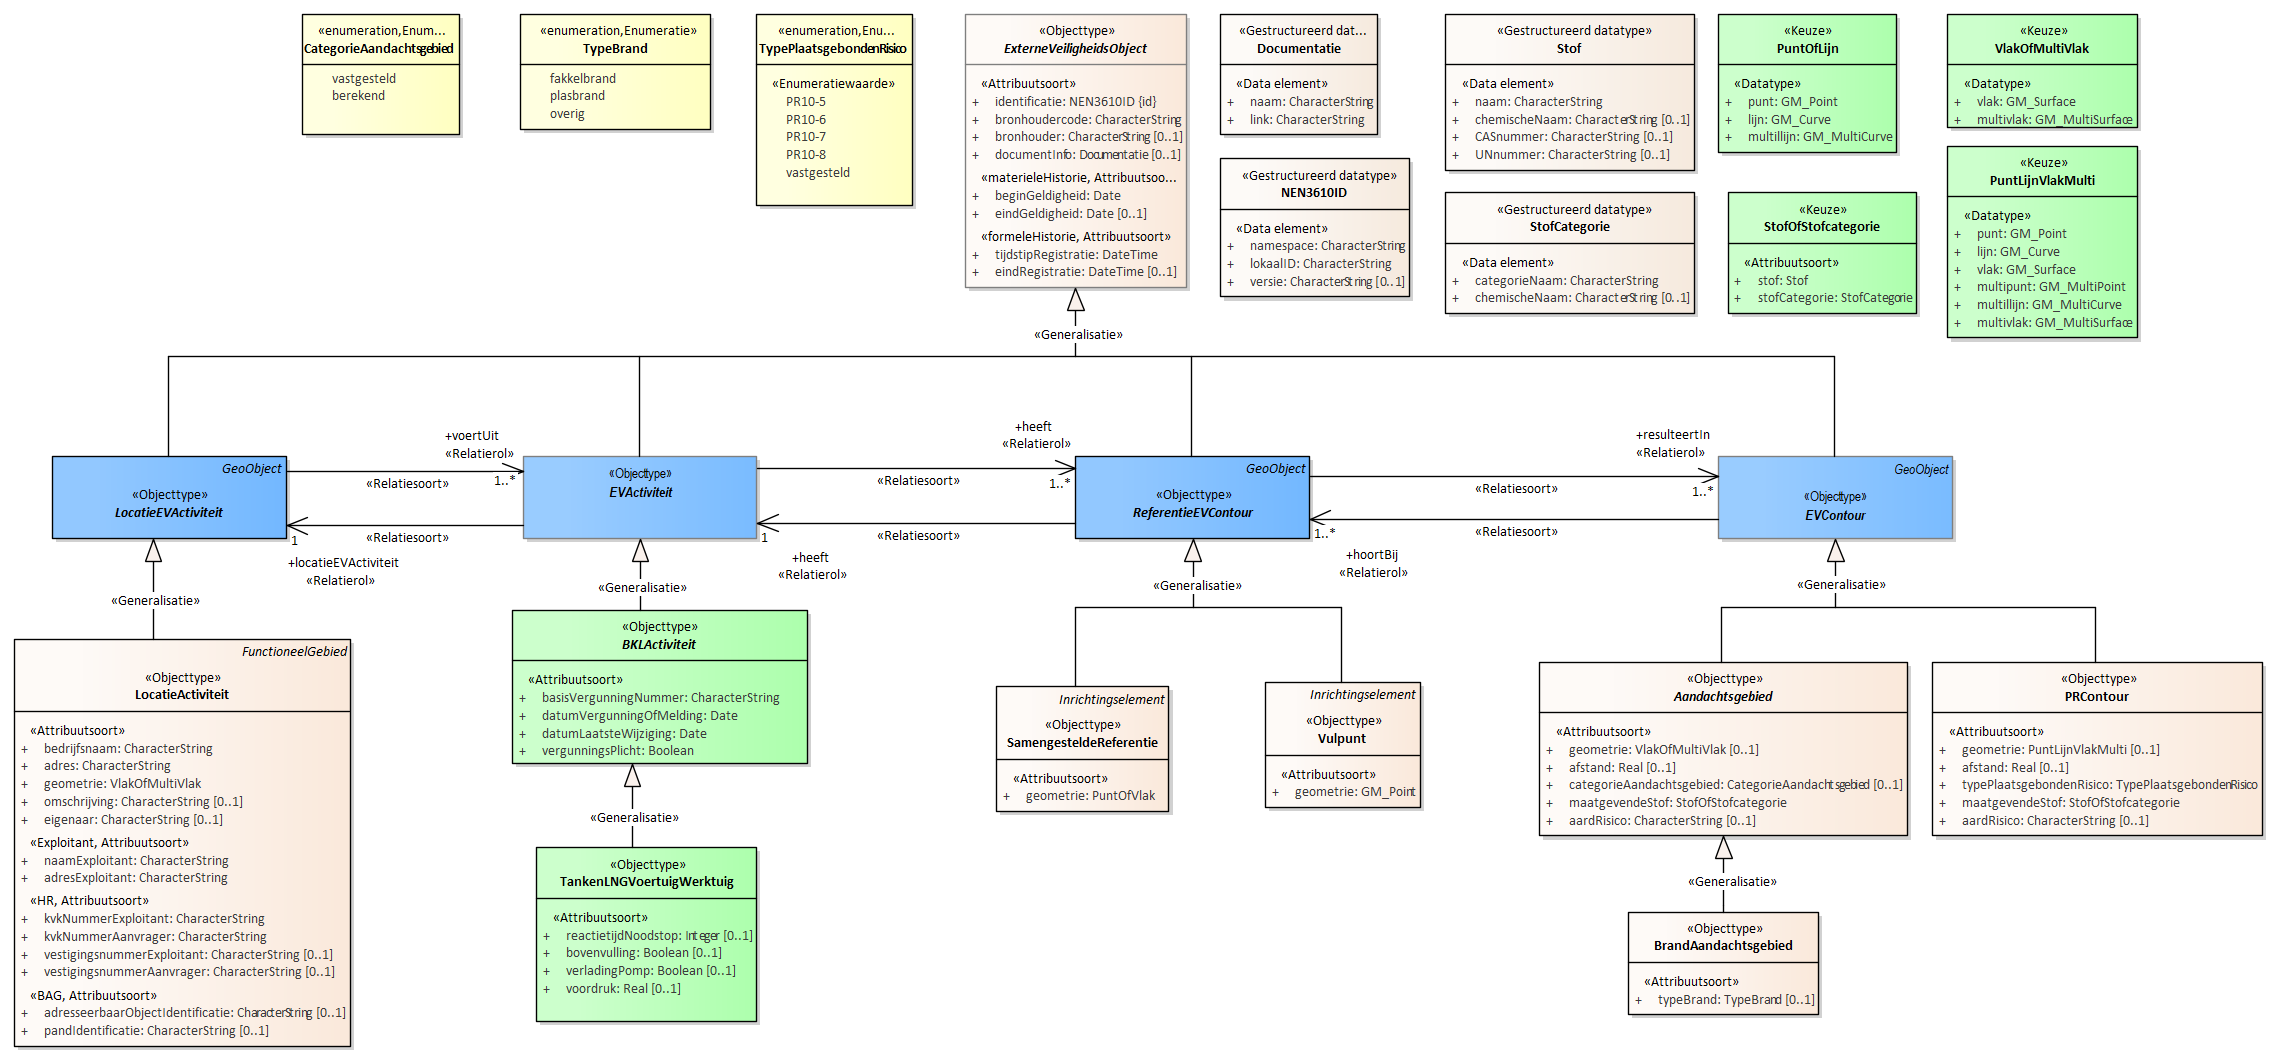 «enumeration,Enum...
CategorieAandachtsgebied
vastgesteld
berekend
«enumeration,Enumeratie»
TypeBrand
fakkelbrand
plasbrand
overig
«enumeration,Enu...
TypePlaatsgebondenRisico
«Enumeratiewaarde»
PR10-5
PR10-6
PR10-7
PR10-8
vastgesteld
«Objecttype»
ExterneVeiligheidsObject
«Attribuutsoort»
+ identificatie: NEN3610ID {id}
+ bronhoudercode: CharacterString
+ bronhouder: CharacterString [0..1]
+ documentInfo: Documentatie [0..1]
«materieleHistorie, Attribuutsoo...
+ beginGeldigheid: Date
+ eindGeldigheid: Date [0..1]
«formeleHistorie, Attribuutsoort»
+ tijdstipRegistratie: DateTime
+ eindRegistratie: DateTime [0..1]
«Gestructureerd dat...
Documentatie
«Data element»
+ naam: CharacterString
+ link: CharacterString
«Gestructureerd datatype»
NEN3610ID
«Data element»
+ namespace: CharacterString
+ lokaalID: CharacterString
+ versie: CharacterString [0..1]
«Gestructureerd datatype»
Stof
«Data element»
+ naam: CharacterString
+ chemischeNaam: CharacterString [0..1]
+ CASnummer: CharacterString [0..1]
+ UNnummer: CharacterString [0..1]
«Gestructureerd datatype»
StofCategorie
«Data element»
+ categorieNaam: CharacterString
+ chemischeNaam: CharacterString [0..1]
«Keuze»
PuntOfLijn
«Datatype»
+ punt: GM_Point
+ lijn: GM_Curve
+ multillijn: GM_MultiCurve
«Keuze»
StofOfStofcategorie
«Attribuutsoort»
+ stof: Stof
+ stofCategorie: StofCategorie
«Keuze»
VlakOfMultiVlak
«Datatype»
+ vlak: GM_Surface
+ multivlak: GM_MultiSurface
«Keuze»
PuntLijnVlakMulti
«Datatype»
+ punt: GM_Point
+ lijn: GM_Curve
+ vlak: GM_Surface
+ multipunt: GM_MultiPoint
+ multillijn: GM_MultiCurve
+ multivlak: GM_MultiSurface
«Generalisatie»
GeoObject
«Objecttype»
LocatieEVActiviteit
+voertUit
«Relatierol»
1..*
«Relatiesoort»
«Relatiesoort»
1
+locatieEVActiviteit
«Relatierol»
«Objecttype»
EVActiviteit
+heeft
«Relatierol»
1..*
«Relatiesoort»
«Relatiesoort»
1
+heeft
«Relatierol»
GeoObject
«Objecttype»
ReferentieEVContour
+resulteertIn
«Relatierol»
1..*
«Relatiesoort»
«Relatiesoort»
1..*
+hoortBij
«Relatierol»
GeoObject
«Objecttype»
EVContour
«Generalisatie»
«Generalisatie»
«Generalisatie»
«Generalisatie»
FunctioneelGebied
«Objecttype»
LocatieActiviteit
«Attribuutsoort»
+ bedrijfsnaam: CharacterString
+ adres: CharacterString
+ geometrie: VlakOfMultiVlak
+ omschrijving: CharacterString [0..1]
+ eigenaar: CharacterString [0..1]
«Exploitant, Attribuutsoort»
+ naamExploitant: CharacterString
+ adresExploitant: CharacterString
«HR, Attribuutsoort»
+ kvkNummerExploitant: CharacterString
+ kvkNummerAanvrager: CharacterString
+ vestigingsnummerExploitant: CharacterString [0..1]
+ vestigingsnummerAanvrager: CharacterString [0..1]
«BAG, Attribuutsoort»
+ adresseerbaarObjectIdentificatie: CharacterString [0..1]
+ pandIdentificatie: CharacterString [0..1]
«Objecttype»
BKLActiviteit
«Attribuutsoort»
+ basisVergunningNummer: CharacterString
+ datumVergunningOfMelding: Date
+ datumLaatsteWijziging: Date
+ vergunningsPlicht: Boolean
«Generalisatie»
«Objecttype»
TankenLNGVoertuigWerktuig
«Attribuutsoort»
+ reactietijdNoodstop: Integer [0..1]
+ bovenvulling: Boolean [0..1]
+ verladingPomp: Boolean [0..1]
+ voordruk: Real [0..1]
Inrichtingselement
«Objecttype»
SamengesteldeReferentie
«Attribuutsoort»
+ geometrie: PuntOfVlak
Inrichtingselement
«Objecttype»
Vulpunt
«Attribuutsoort»
+ geometrie: GM_Point
«Objecttype»
Aandachtsgebied
«Attribuutsoort»
+ geometrie: VlakOfMultiVlak [0..1]
+ afstand: Real [0..1]
+ categorieAandachtsgebied: CategorieAandachtsgebied [0..1]
+ maatgevendeStof: StofOfStofcategorie
+ aardRisico: CharacterString [0..1]
«Objecttype»
PRContour
«Attribuutsoort»
+ geometrie: PuntLijnVlakMulti [0..1]
+ afstand: Real [0..1]
+ typePlaatsgebondenRisico: TypePlaatsgebondenRisico
+ maatgevendeStof: StofOfStofcategorie
+ aardRisico: CharacterString [0..1]
«Generalisatie»
«Objecttype»
BrandAandachtsgebied
«Attribuutsoort»
+ typeBrand: TypeBrand [0..1]